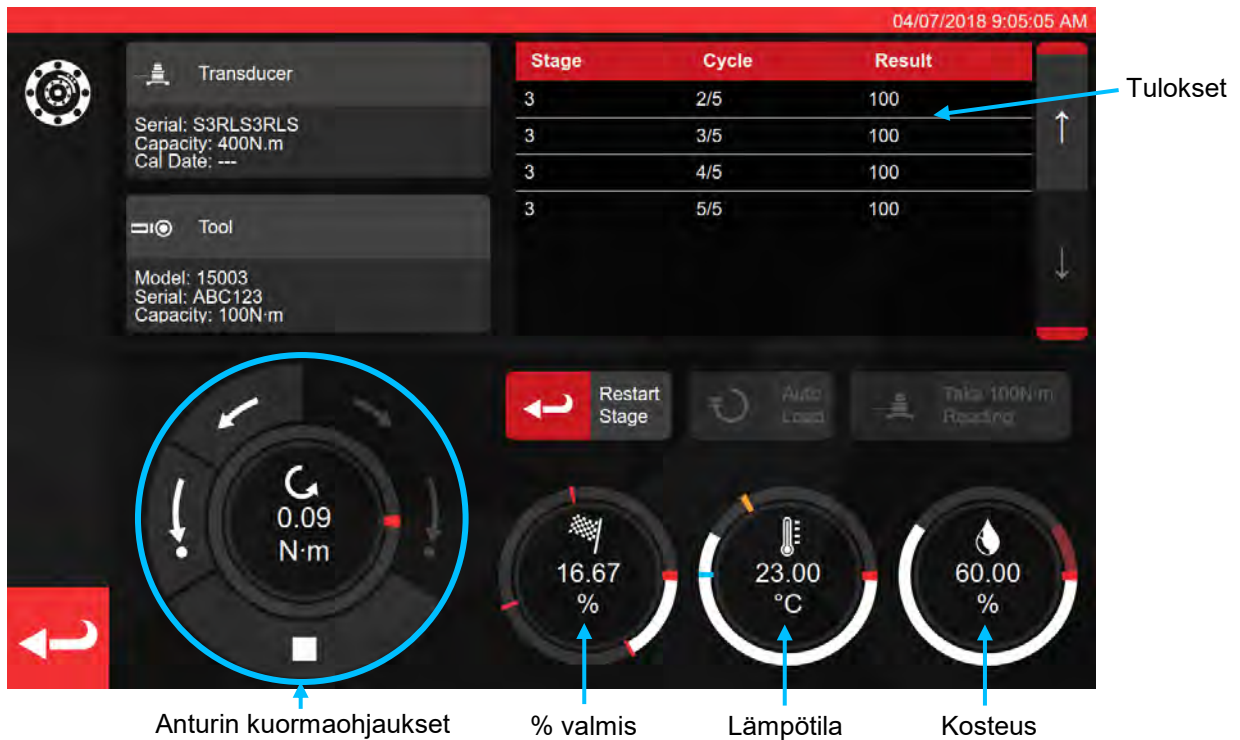 04/07/2018 9:05:05 AM
Transducer
Serial: S3RLS3RLS
Capacity: 400N.m
Cal Date: ---
Tool
Model: 15003
Serial: ABC123
Capacity: 100N·m
Stage Cycle Result
3 2/5 100
3 3/5 100
3 4/5 100
3 5/5 100
Tulokset
Restart
Stage
Auto
Load
Take 100N·m
Reading
0.09
N·m
16.67
%
23.00
°C
60.00
%
Anturin kuormaohjaukset
% valmis
Lämpötila
Kosteus